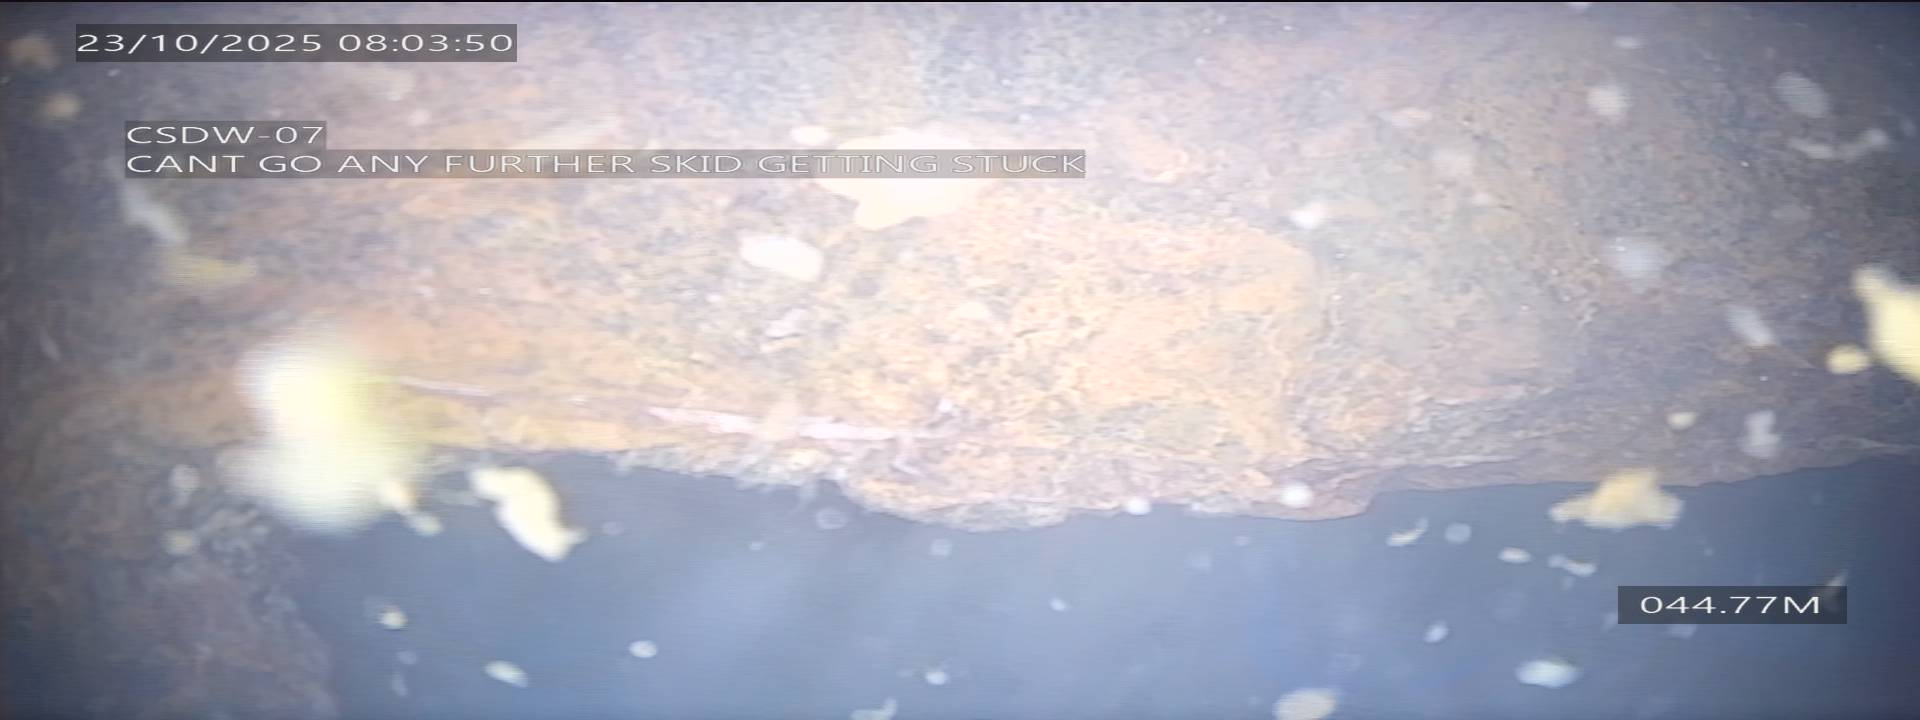 23/10/2025 08:03:50
CSDW-07
CANT GO ANY FURTHER SKID GETTING STUCK
044.77M